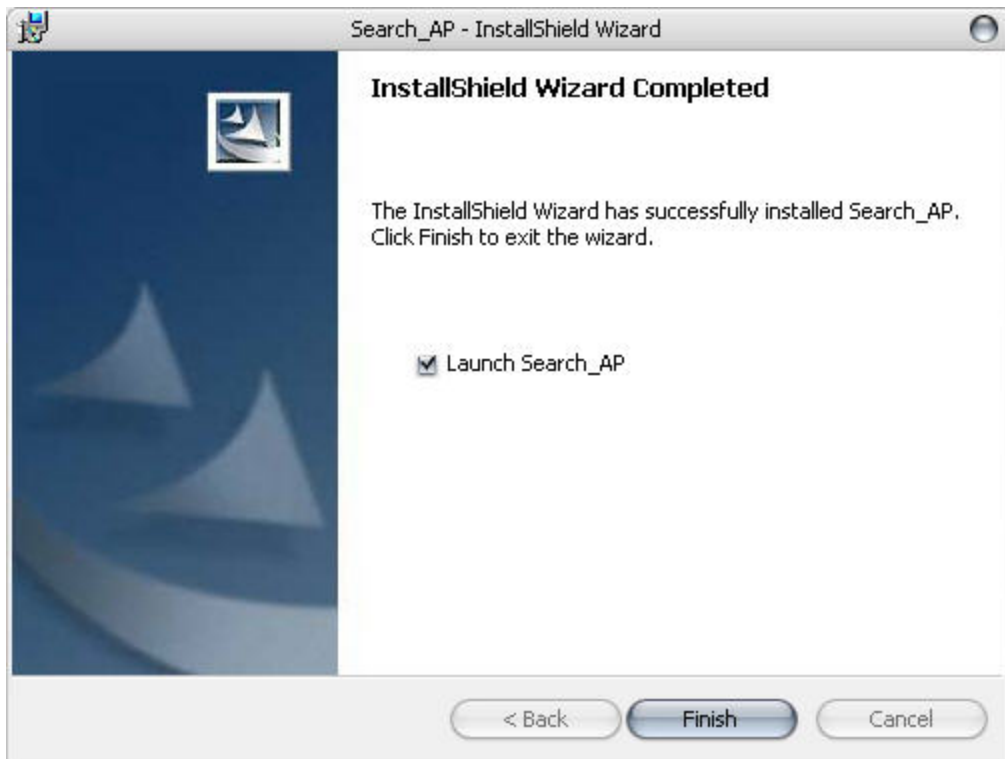 Search_AP - InstallShield Wizard
InstallShield Wizard Completed
The InstallShield Wizard has successfully installed Search_AP.
Click Finish to exit the wizard.
Launch Search_AP
< Back
Finish
Cancel